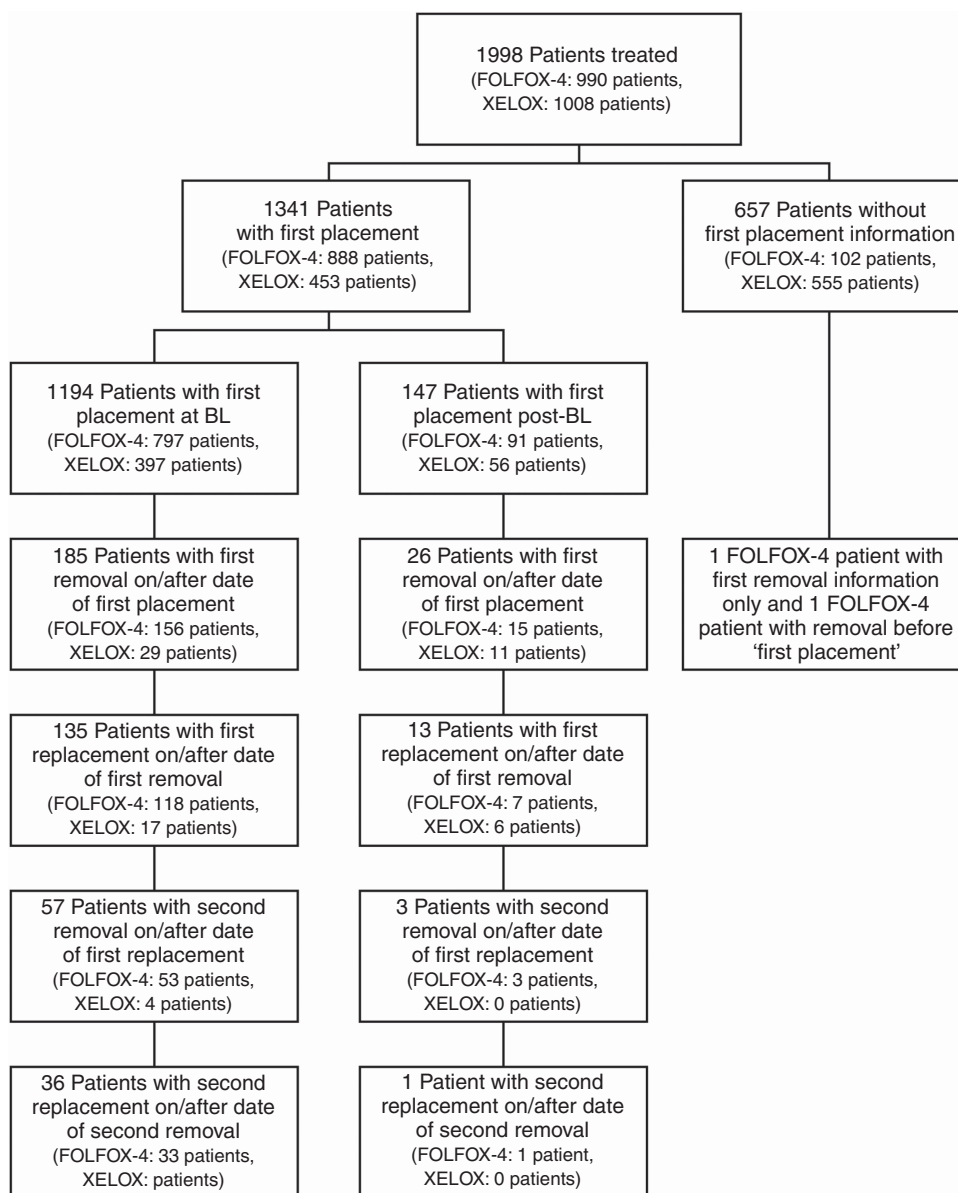 1998 Patients treated
(FOLFOX-4: 990 patients,
XELOX: 1008 patients)
1341 Patients
with first placement
(FOLFOX-4: 888 patients,
XELOX: 453 patients)
657 Patients without
first placement information
(FOLFOX-4: 102 patients,
XELOX: 555 patients)
1194 Patients with first
placement at BL
(FOLFOX-4: 797 patients,
XELOX: 397 patients)
147 Patients with first
placement post-BL
(FOLFOX-4: 91 patients,
XELOX: 56 patients)
185 Patients with first
removal on/after date
of first placement
(FOLFOX-4: 156 patients,
XELOX: 29 patients)
26 Patients with first
removal on/after date
of first placement
(FOLFOX-4: 15 patients,
XELOX: 11 patients)
1 FOLFOX-4 patient with
first removal information
only and 1 FOLFOX-4
patient with removal before
‘first placement’
135 Patients with first
replacement on/after date
of first removal
(FOLFOX-4: 118 patients,
XELOX: 17 patients)
13 Patients with first
replacement on/after date
of first removal
(FOLFOX-4: 7 patients,
XELOX: 6 patients)
57 Patients with second
removal on/after date
of first replacement
(FOLFOX-4: 53 patients,
XELOX: 4 patients)
3 Patients with second
removal on/after date
of first replacement
(FOLFOX-4: 3 patients,
XELOX: 0 patients)
36 Patients with second
replacement on/after date
of second removal
(FOLFOX-4: 33 patients,
XELOX: patients)
1 Patient with second
replacement on/after date
of second removal
(FOLFOX-4: 1 patient,
XELOX: 0 patients)